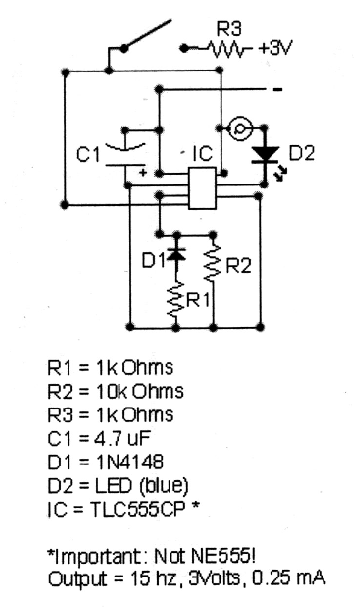 R3
+3V
-
C1
+
IC
D2
D1
R1
R2
R1 = 1k Ohms
R2 = 10k Ohms
R3 = 1k Ohms
C1 = 4.7 uF
D1 = 1N4148
D2 = LED (blue)
IC = TLC555CP *
*Important: Not NE555!
Output = 15 hz, 3Volts, 0.25 mA